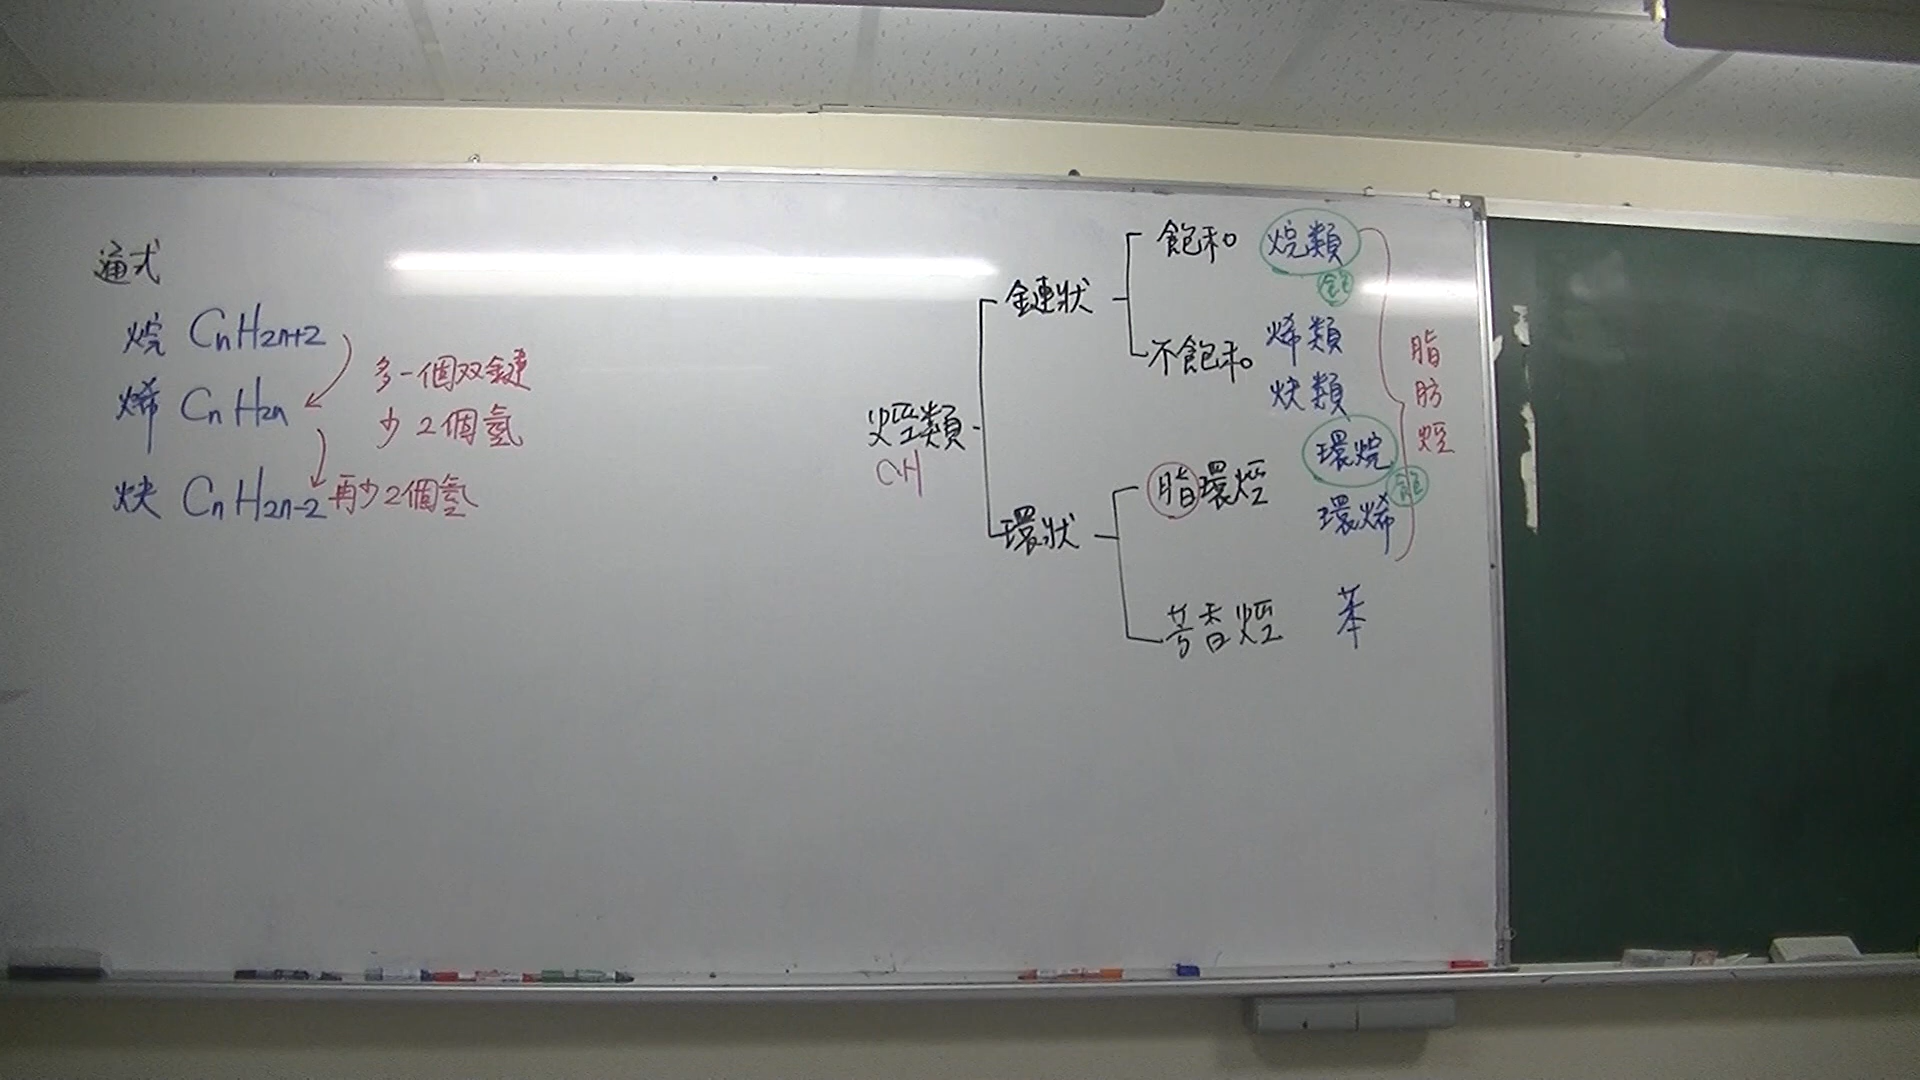 通式
烷 CnH2n+2
多一個双鍵
烯 CnH2n
少2個氫
炔 CnH2n-2 再少2個氫
飽和 烷類
飽
鏈狀
不飽和 烯類
炔類
脂肪烴
烴類
CH
環烷
脂環烴
飽
環烯
環狀
芳香烴 苯